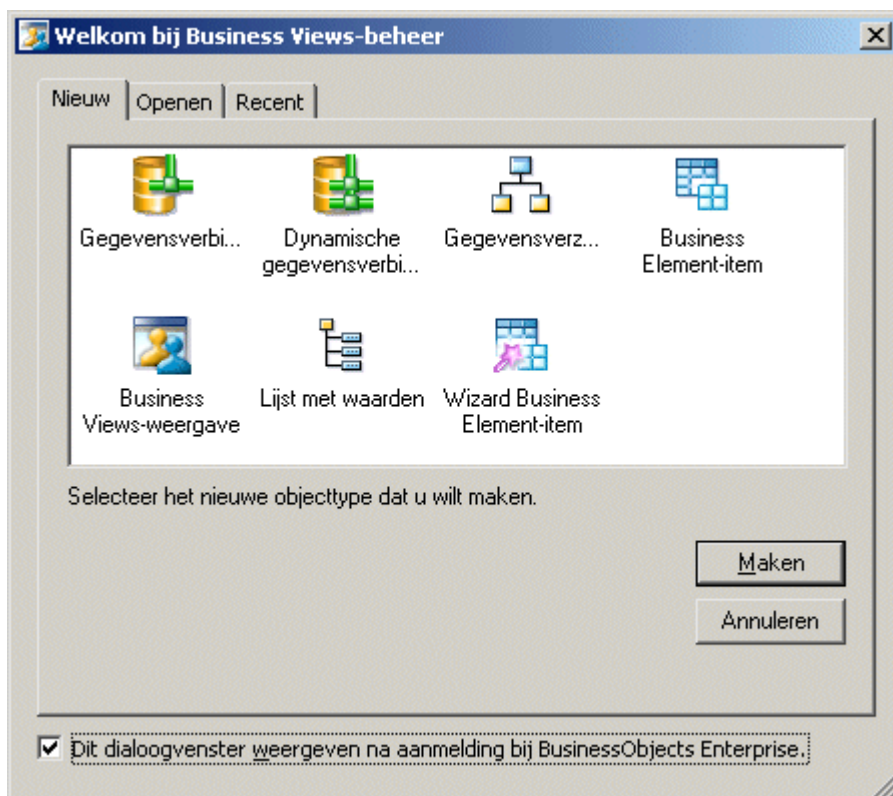 Welkom bij Business Views-beheer
Nieuw
Openen
Recent
Gegevensverbi...
Dynamische
gegevensverbi...
Gegevensverz...
Business
Element-item
Business
Views-weergave
Lijst met waarden
Wizard Business
Element-item
Selecteer het nieuwe objecttype dat u wilt maken.
Maken
Annuleren
Dit dialoogvenster weergeven na aanmelding bij BusinessObjects Enterprise.